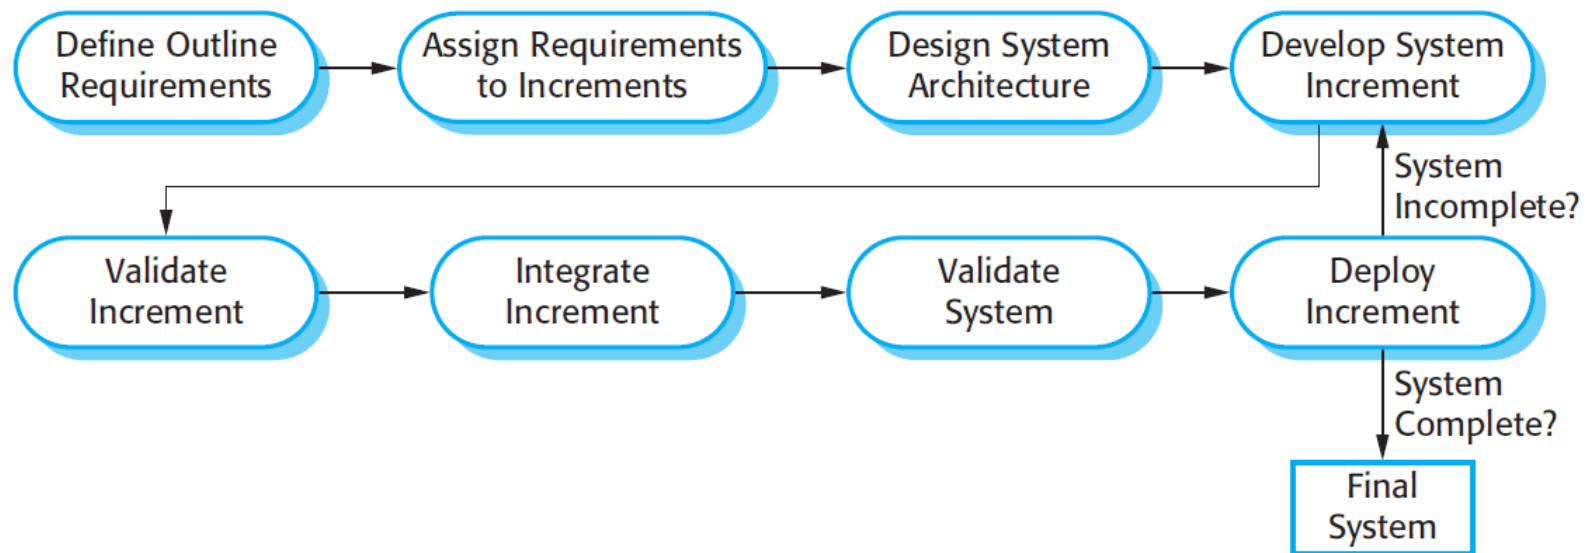 Define Outline
Requirements
Assign Requirements
to Increments
Design System
Architecture
Develop System
Increment
System
Incomplete?
Validate
Increment
Integrate
Increment
Validate
System
Deploy
Increment
System
Complete?
Final
System